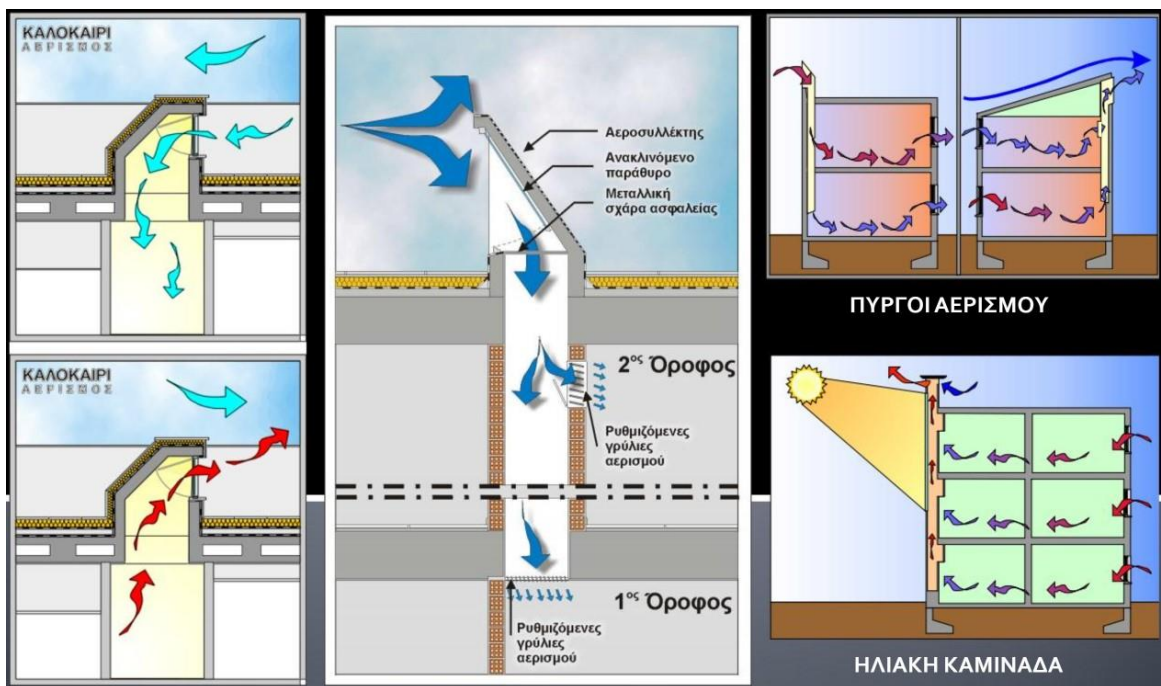 ΚΑΛΟΚΑΙΡΙ
ΑΕΡΙΣΜΟΣ
ΚΑΛΟΚΑΙΡΙ
ΑΕΡΙΣΜΟΣ
Αεροσυλλέκτης
Ανακλινόμενο
παράθυρο
Μεταλλική
σχάρα ασφαλείας
2ος Όροφος
Ρυθμιζόμενες
γρύλιες
αερισμού
1ος Όροφος
Ρυθμιζόμενες
γρύλιες
αερισμού
ΠΥΡΓΟΙ ΑΕΡΙΣΜΟΥ
ΗΛΙΑΚΗ ΚΑΜΙΝΑΔΑ